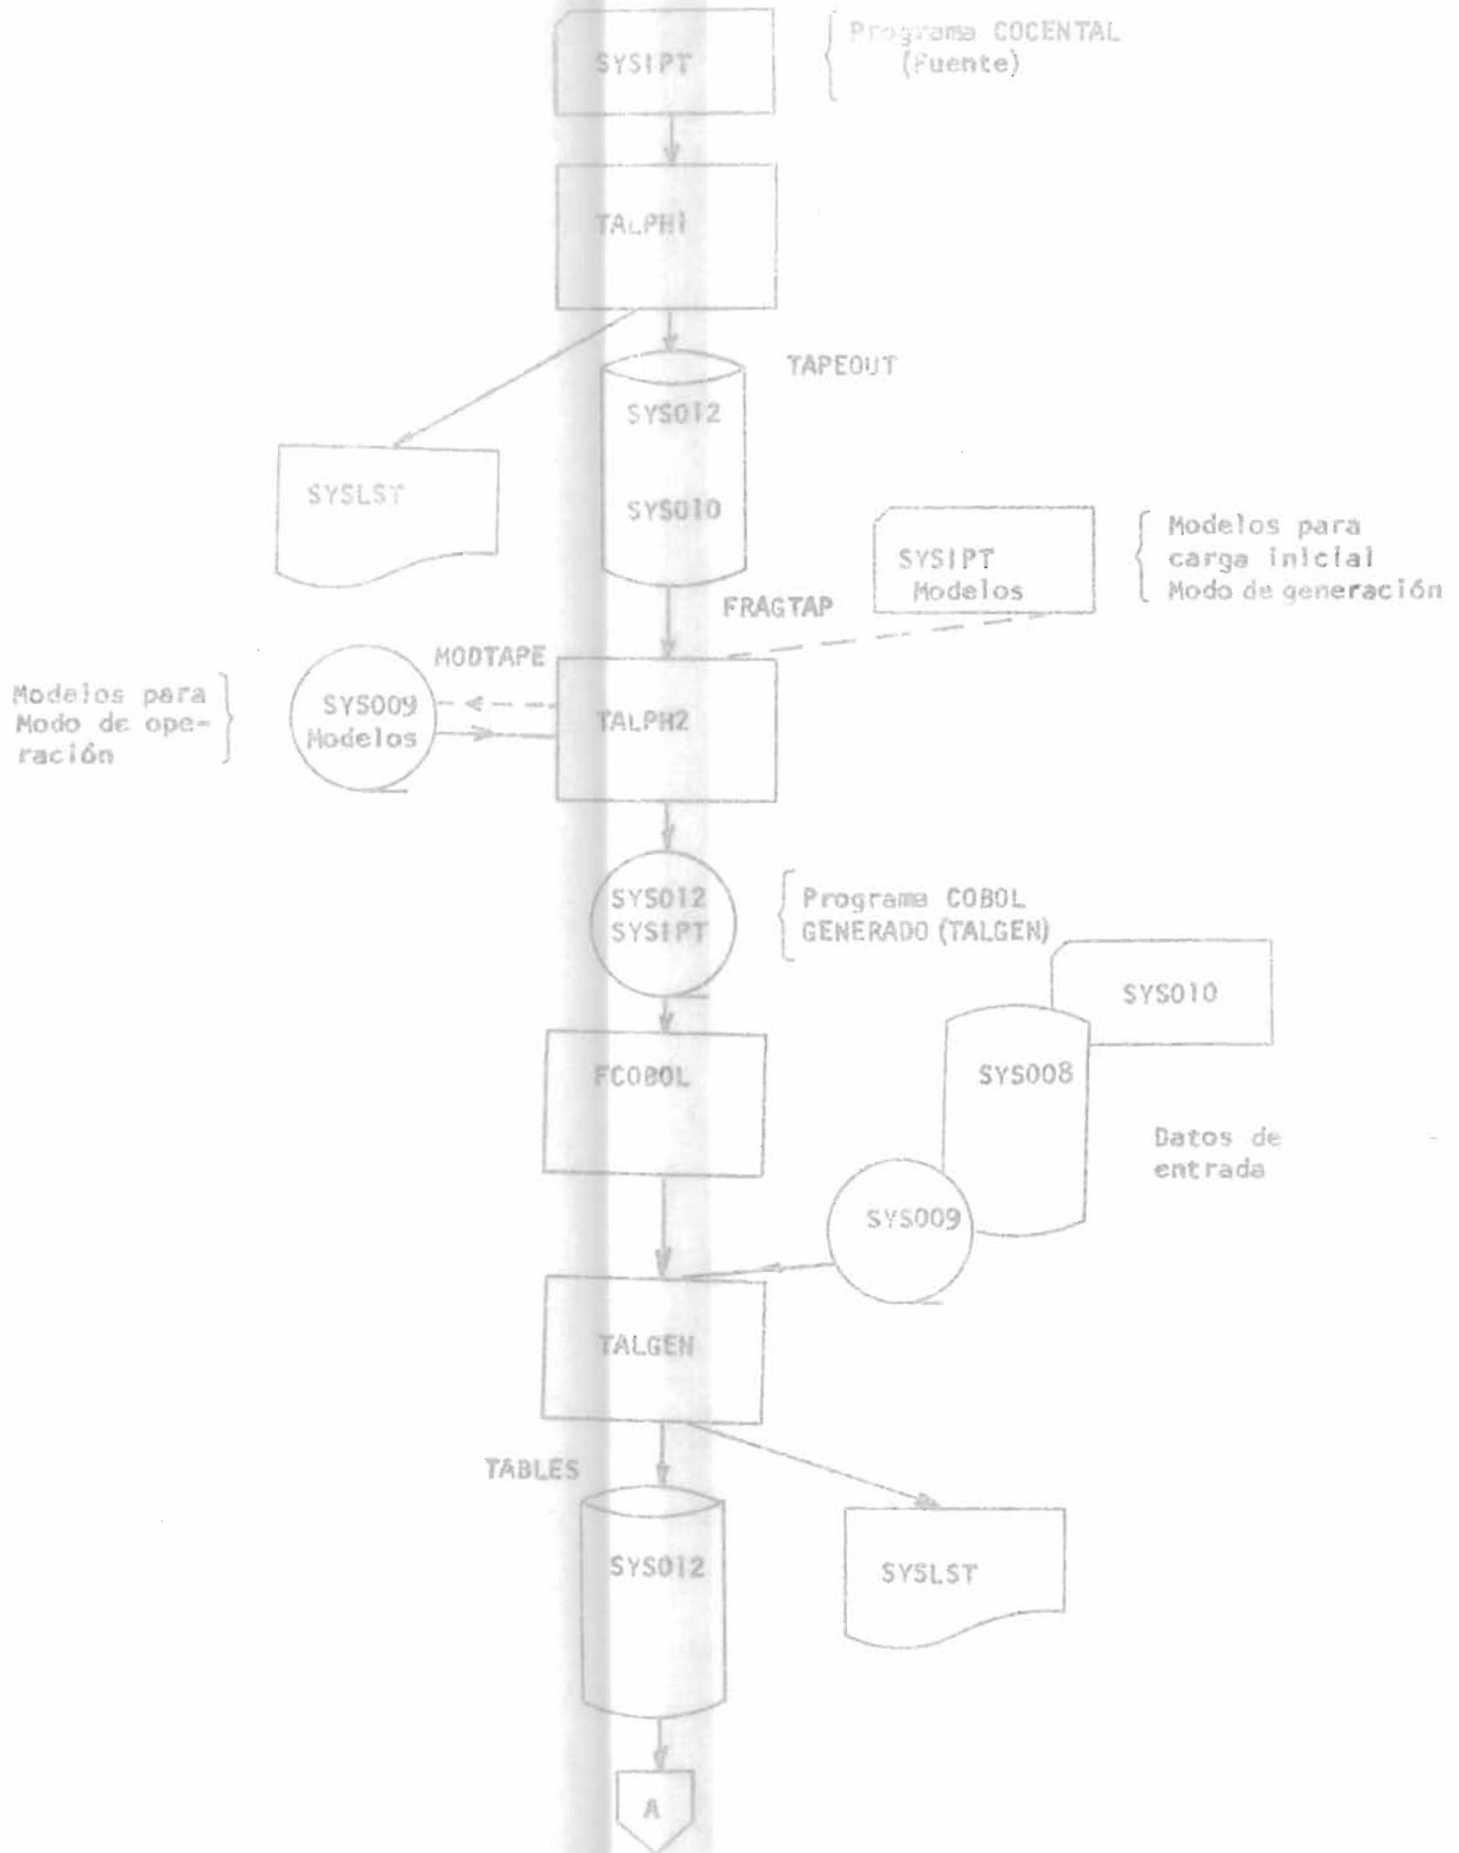 SYSIPT
Programa COCENTAL
(Fuente)
TALPH1
TAPEOUT
SYS012
SYS010
SYSLST
SYSIPT
Modelos
Modelos para
carga inicial
Modo de generación
FRAGTAP
MODTAPE
Modelos para
Modo de ope-
ración
SYS009
Modelos
TALPH2
SYS012
SYSIPT
Programa COBOL
GENERADO (TALGEN)
SYS010
SYS008
FCOBOL
Datos de
entrada
SYS009
TALGEN
TABLES
SYS012
SYSLST
A